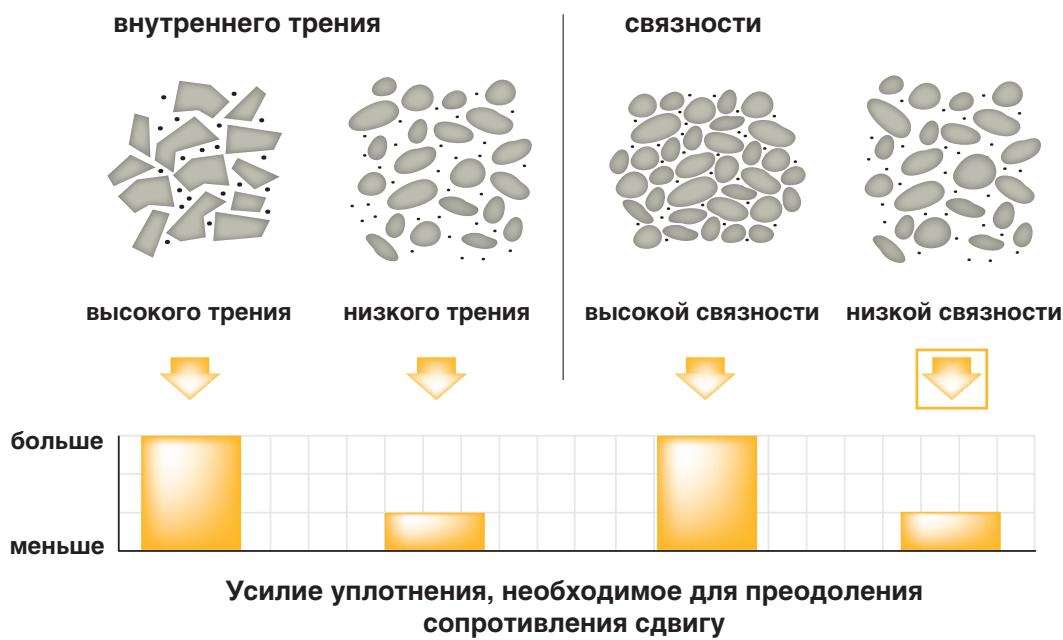 внутреннего трения
связности
высокого трения
низкого трения
высокой связности
низкой связности
больше
меньше
Усилие уплотнения, необходимое для преодоления
сопротивления сдвигу